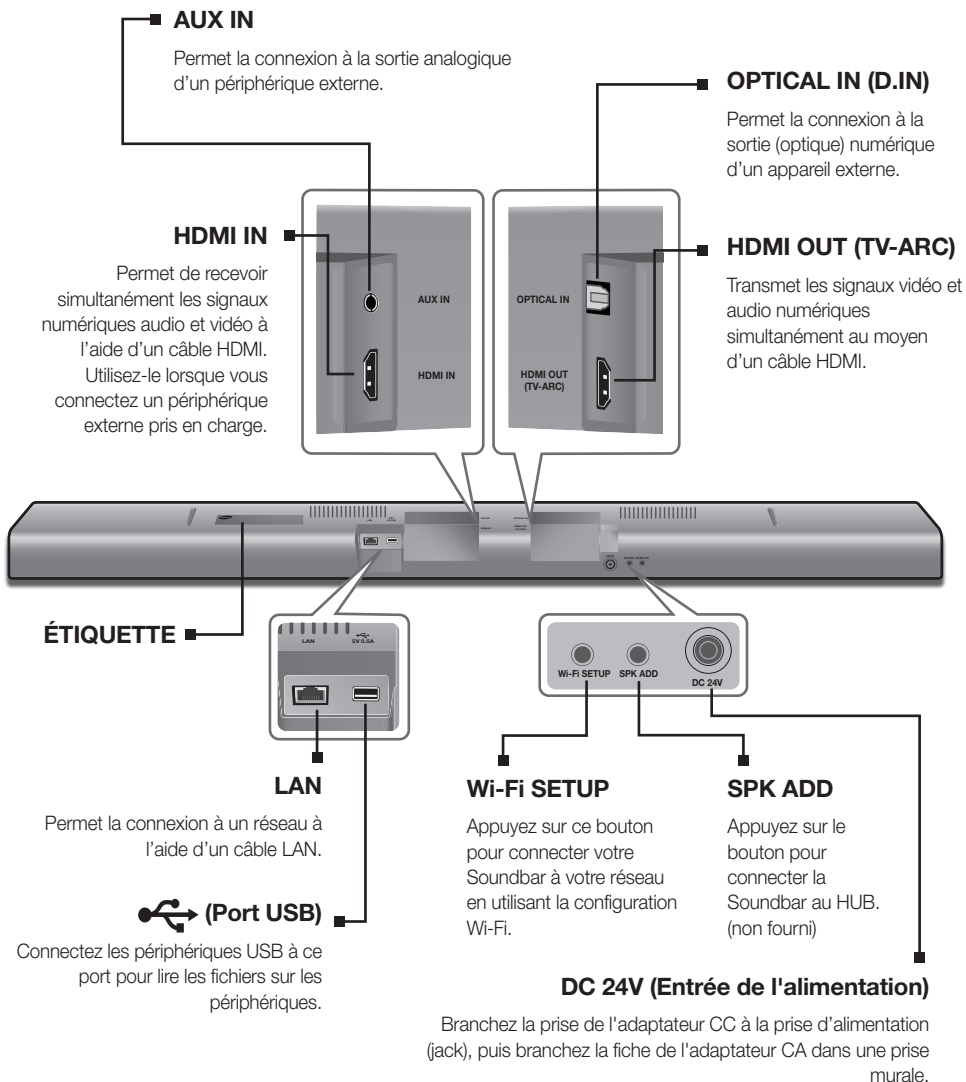 AUX IN
Permet la connexion à la sortie analogique
d'un périphérique externe.
OPTICAL IN (D.IN)
Permet la connexion à la
sortie (optique) numérique
d'un appareil externe.
HDMI IN
Permet de recevoir
simultanément les signaux
numériques audio et vidéo à
l'aide d'un câble HDMI.
Utilisez-le lorsque vous
connectez un périphérique
externe pris en charge.
HDMI OUT (TV-ARC)
Transmet les signaux vidéo et
audio numériques
simultanément au moyen
d'un câble HDMI.
AUX IN
HDMI IN
OPTICAL IN
HDMI OUT
(TV-ARC)
ÉTIQUETTE
LAN
5V 0.5A
Wi-Fi SETUP
SPK ADD
DC 24V
LAN
Permet la connexion à un réseau à
l'aide d'un câble LAN.
(Port USB)
Connectez les périphériques USB à ce
port pour lire les fichiers sur les
périphériques.
Wi-Fi SETUP
Appuyez sur ce bouton
pour connecter votre
Soundbar à votre réseau
en utilisant la configuration
Wi-Fi.
SPK ADD
Appuyez sur le
bouton pour
connecter la
Soundbar au HUB.
(non fourni)
DC 24V (Entrée de l'alimentation)
Branchez la prise de l'adaptateur CC à la prise d'alimentation
(jack), puis branchez la fiche de l'adaptateur CA dans une prise
murale.